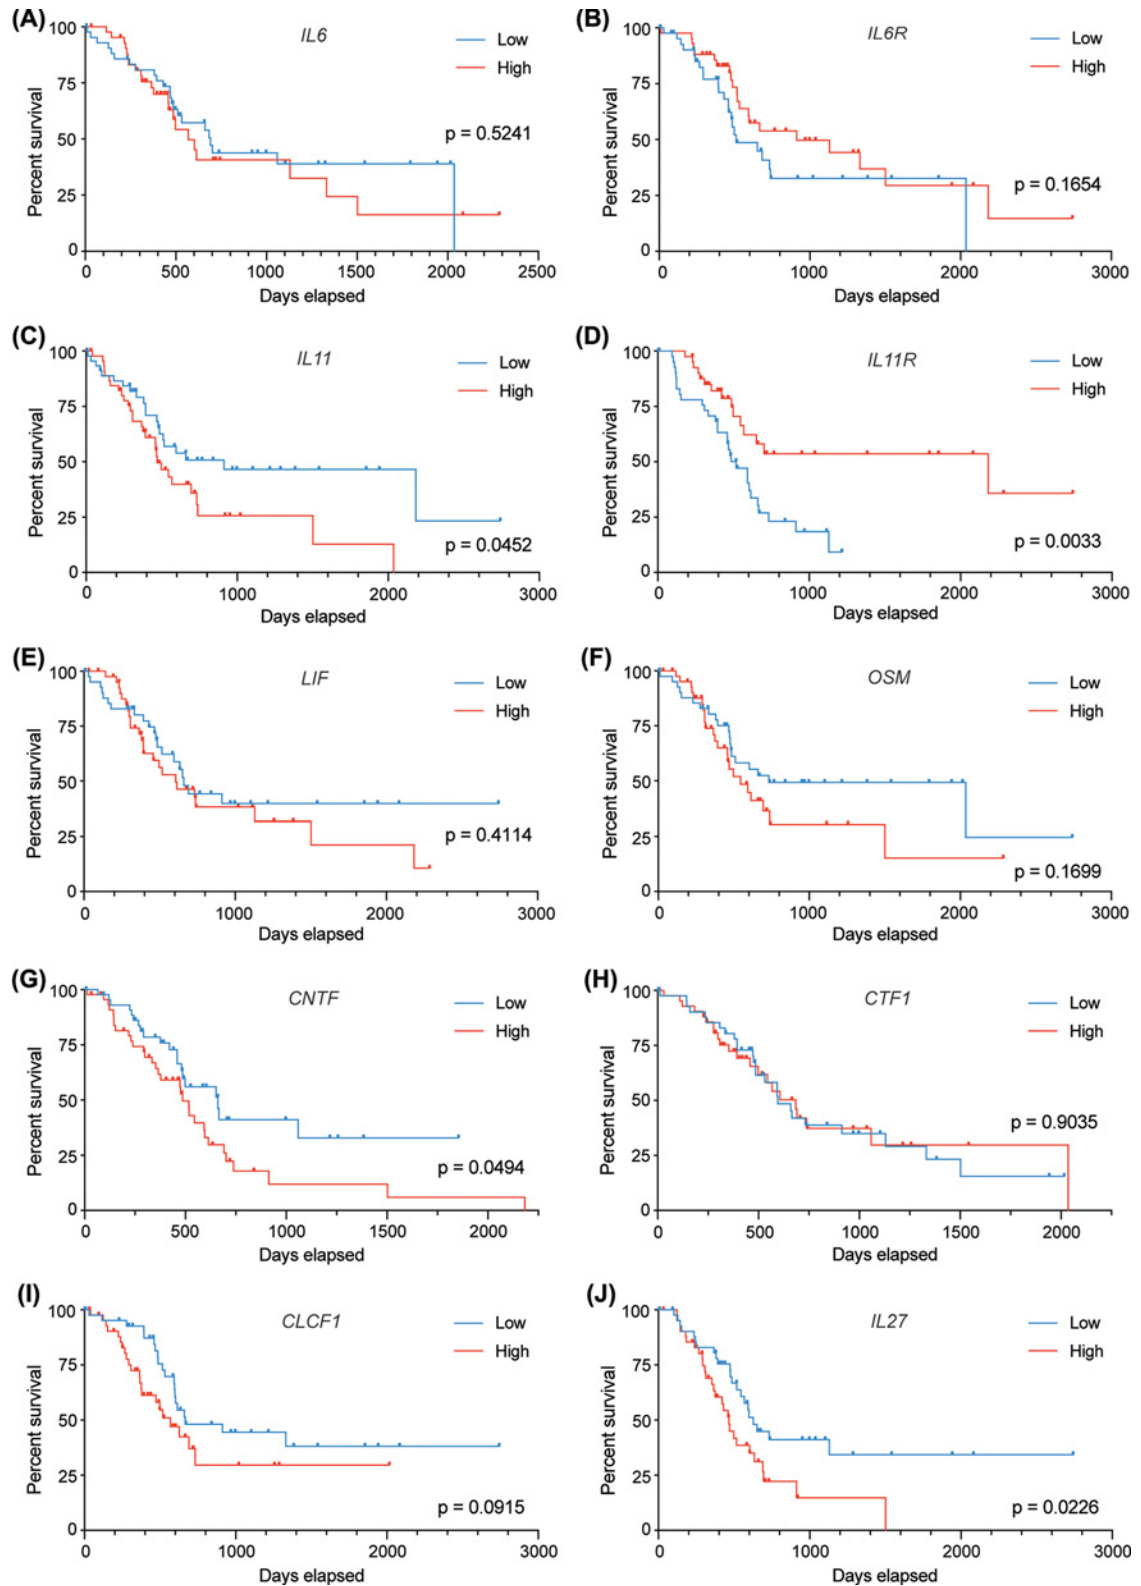 (A)
IL6
Low
High
p = 0.5241
Percent survival
100
75
50
25
0
0 500 1000 1500 2000 2500
Days elapsed
(B)
IL6R
Low
High
p = 0.1654
Percent survival
100
75
50
25
0
0 1000 2000 3000
Days elapsed
(C)
IL11
Low
High
p = 0.0452
Percent survival
100
75
50
25
0
0 1000 2000 3000
Days elapsed
(D)
IL11R
Low
High
p = 0.0033
Percent survival
100
75
50
25
0
0 1000 2000 3000
Days elapsed
(E)
LIF
Low
High
p = 0.4114
Percent survival
100
75
50
25
0
0 1000 2000 3000
Days elapsed
(F)
OSM
Low
High
p = 0.1699
Percent survival
100
75
50
25
0
0 1000 2000 3000
Days elapsed
(G)
CNTF
Low
High
p = 0.0494
Percent survival
100
75
50
25
0
0 500 1000 1500 2000
Days elapsed
(H)
CTF1
Low
High
p = 0.9035
Percent survival
100
75
50
25
0
0 500 1000 1500 2000
Days elapsed
(I)
CLCF1
Low
High
p = 0.0915
Percent survival
100
75
50
25
0
0 1000 2000 3000
Days elapsed
(J)
IL27
Low
High
p = 0.0226
Percent survival
100
75
50
25
0
0 1000 2000 3000
Days elapsed